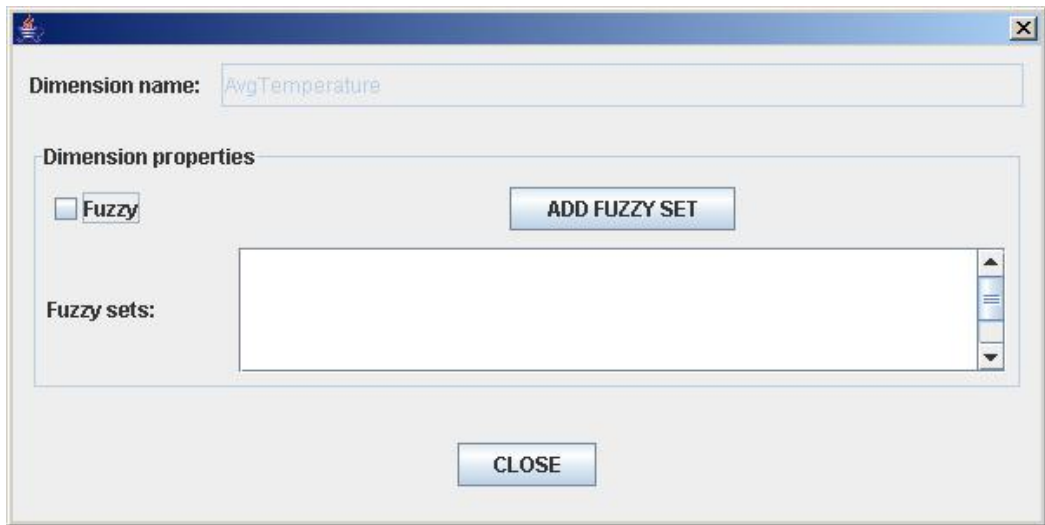 Dimension name: AvgTemperature
Dimension properties
Fuzzy ADD FUZZY SET
Fuzzy sets:
CLOSE